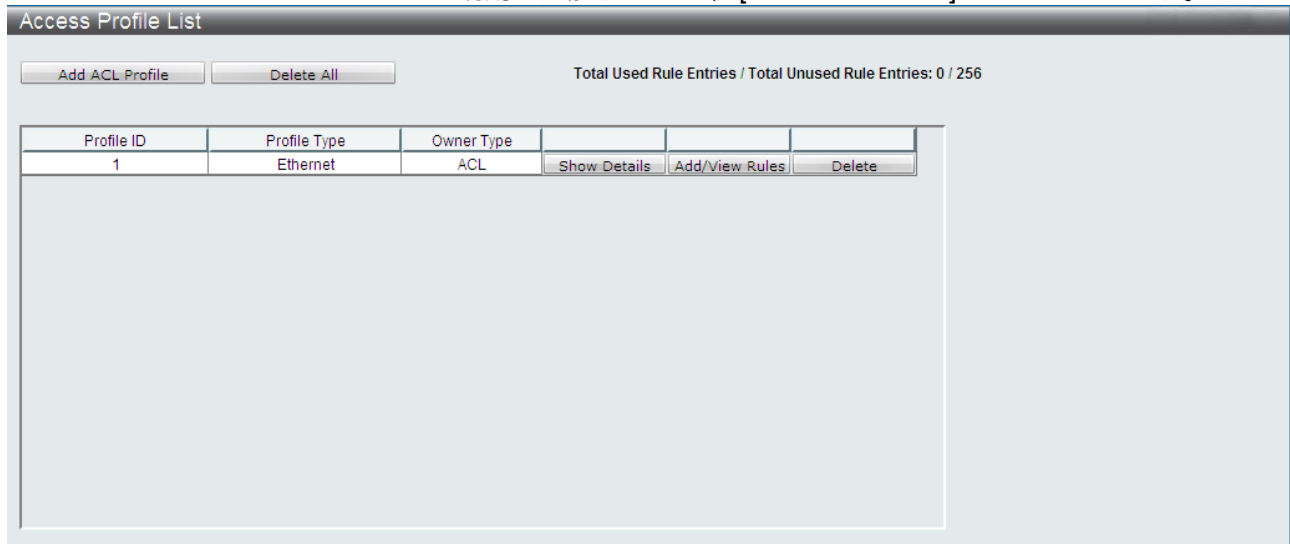 Access Profile List
Add ACL Profile Delete All Total Used Rule Entries / Total Unused Rule Entries: 0 / 256
Profile ID Profile Type Owner Type
1 Ethernet ACL Show Details Add/View Rules Delete